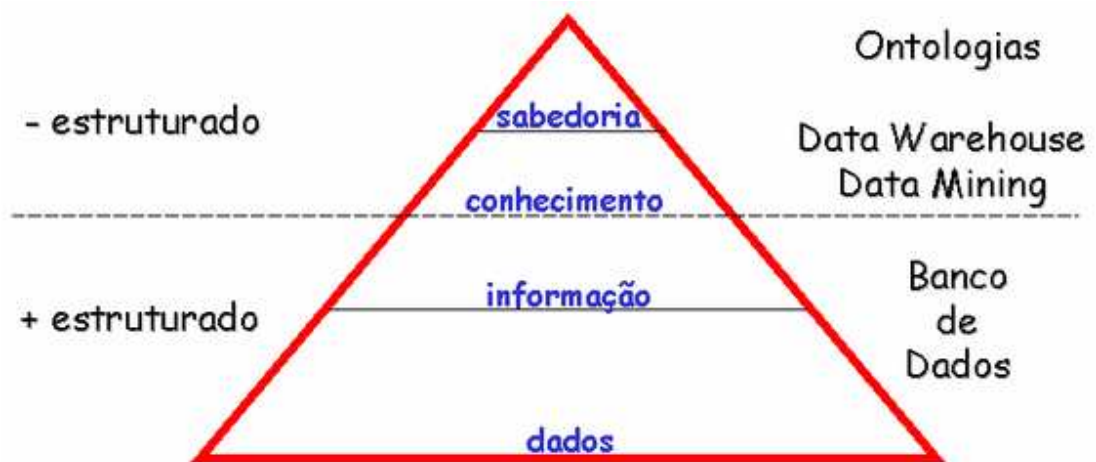 Ontologias
- estruturado
sabedoria
Data Warehouse
Data Mining
conhecimento
+ estruturado
informação
Banco
de
Dados
dados